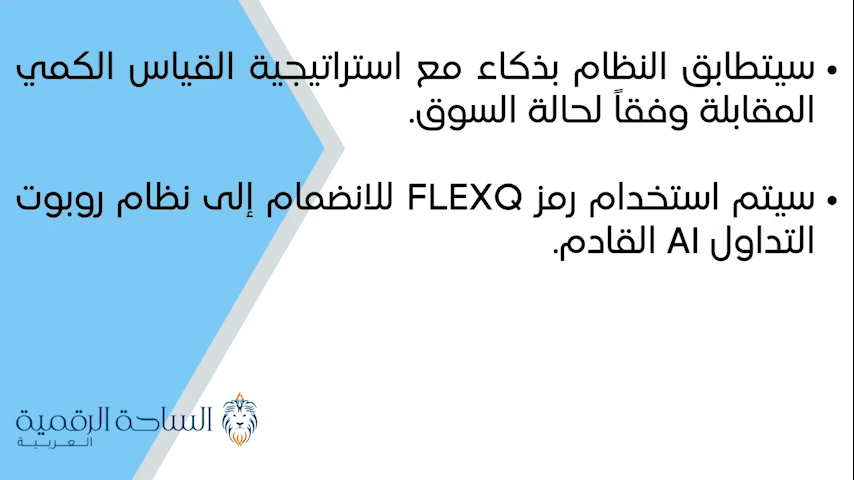 • سيتطابق النظام بذكاء مع استراتيجية القياس الكمي
المقابلة وفقاً لحالة السوق.
• سيتم استخدام رمز FLEXQ للانضمام إلى نظام روبوت
التداول AI القادم.
الساحة الرقمية
العربية